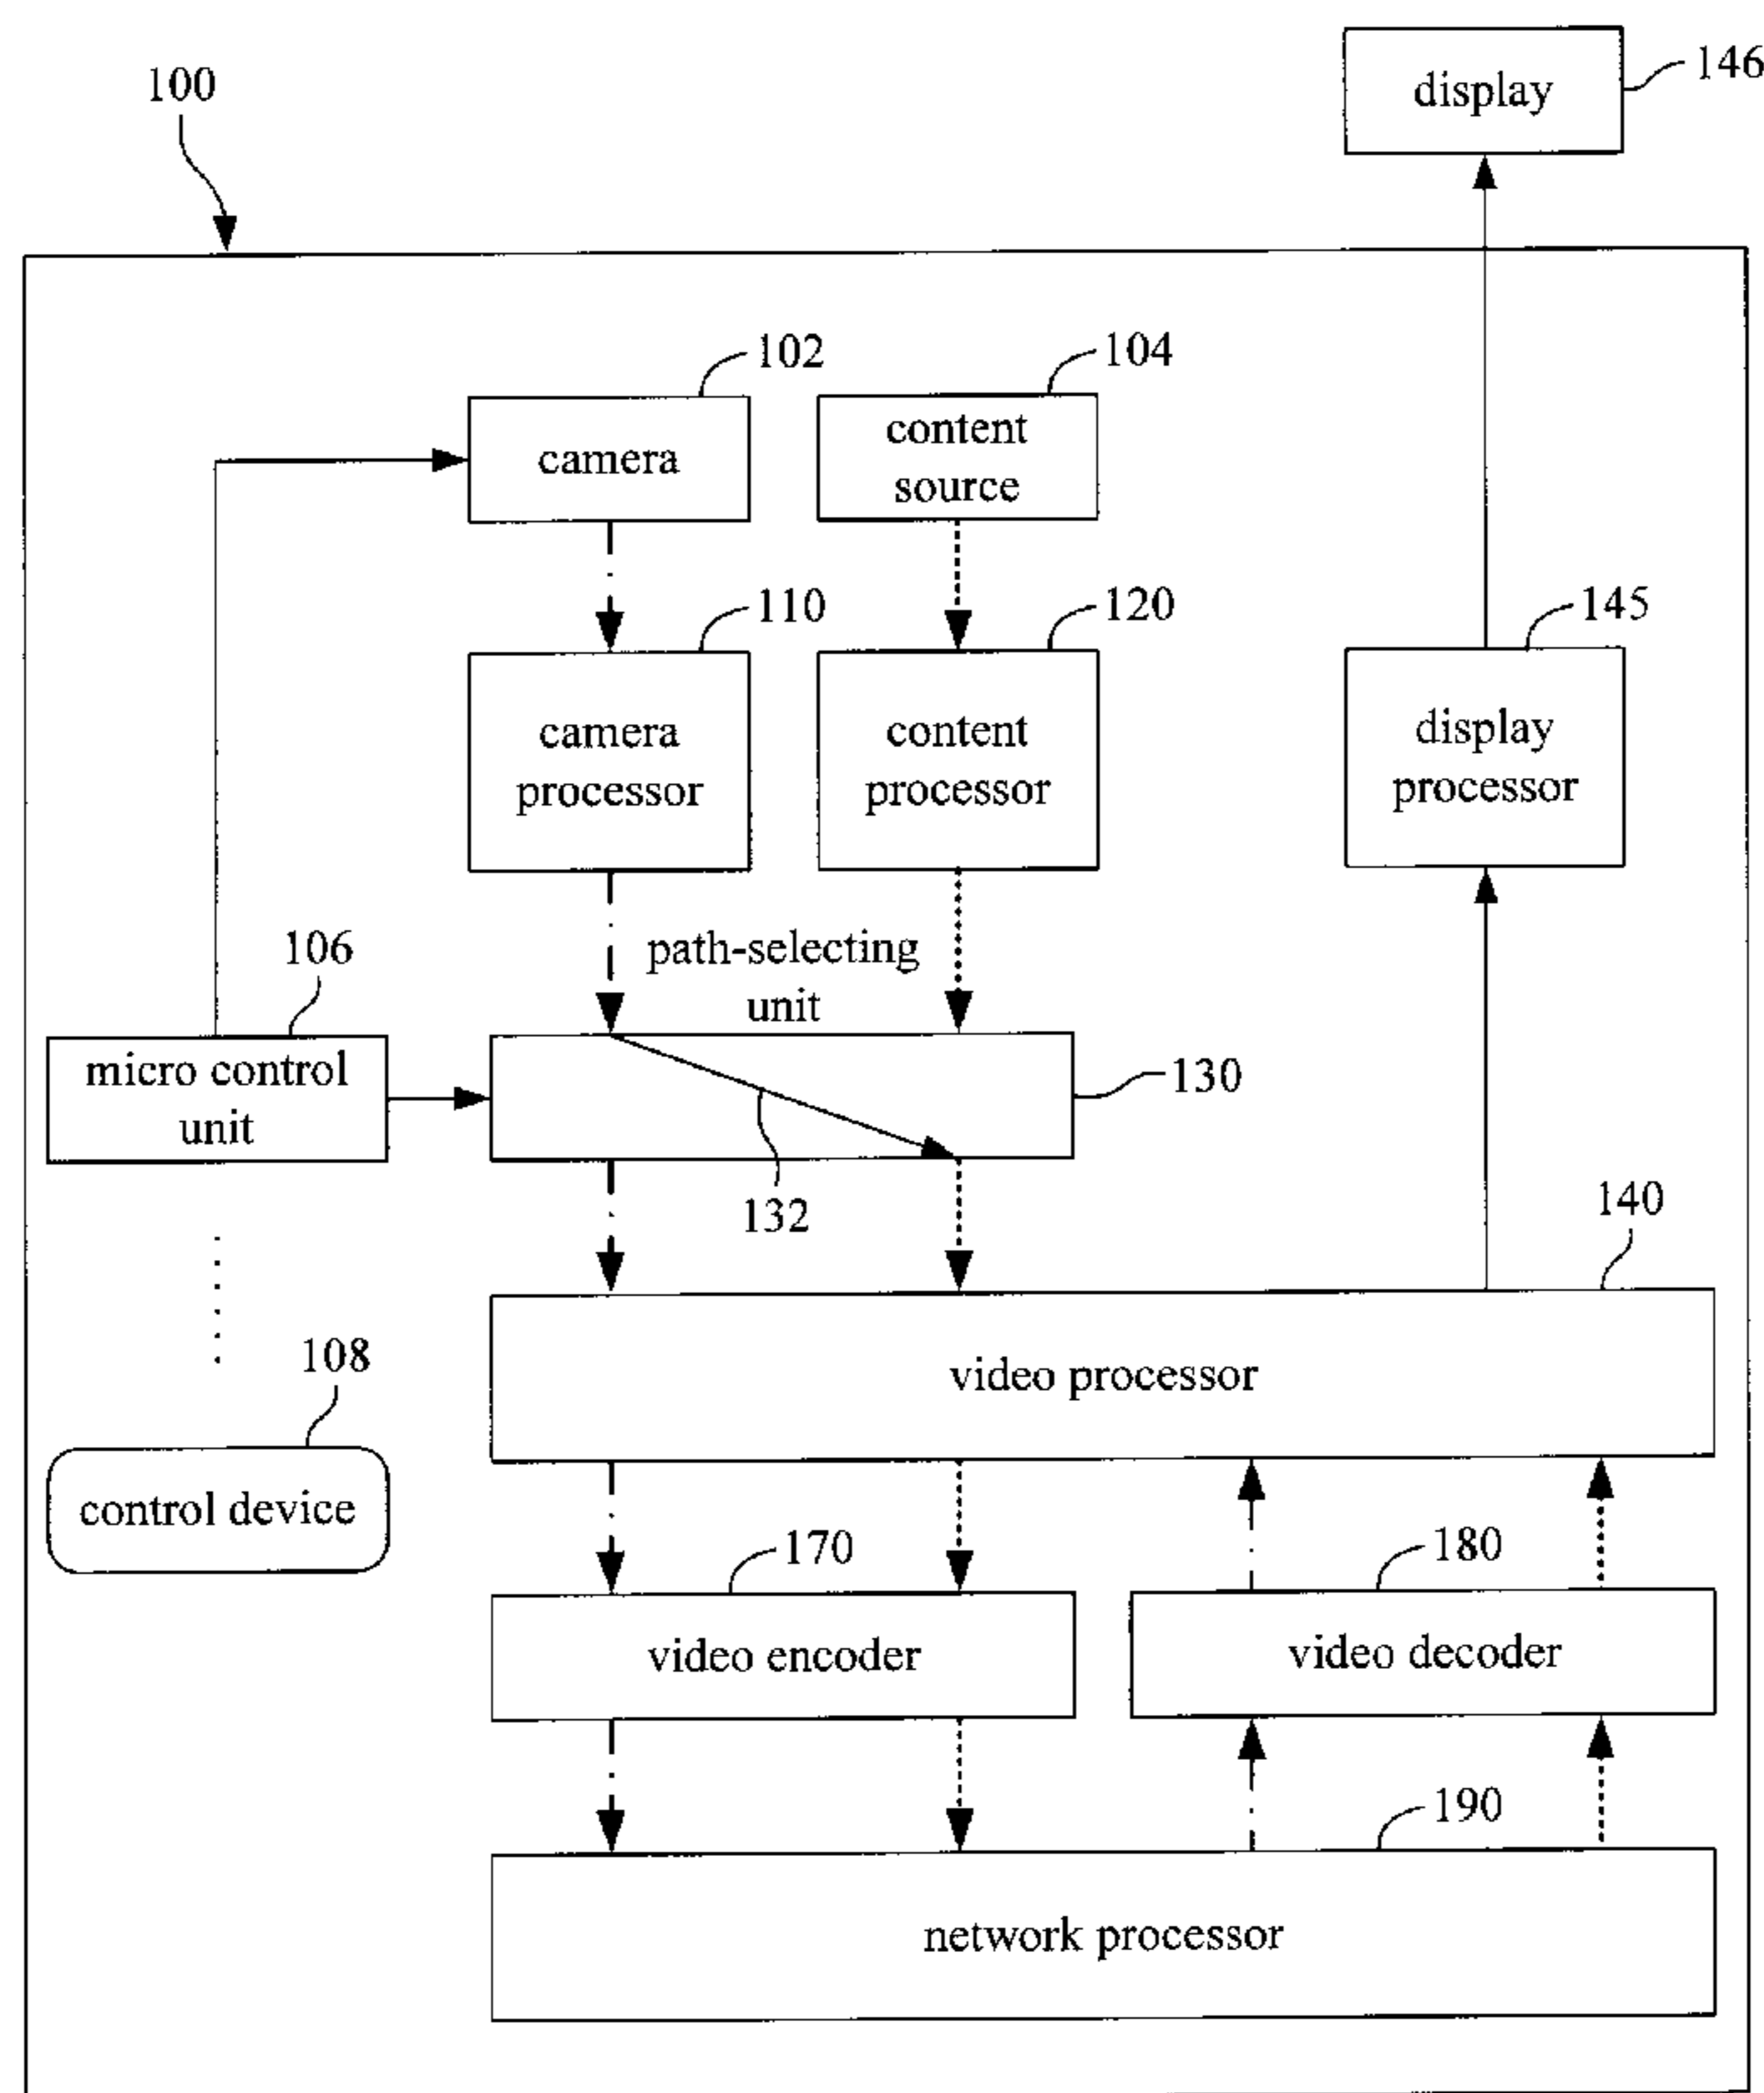 100
display
146
102
104
camera
content
source
110
120
145
camera
processor
content
processor
display
processor
106
path-selecting
unit
micro control
unit
130
132
140
108
video processor
control device
170
180
video encoder
video decoder
190
network processor